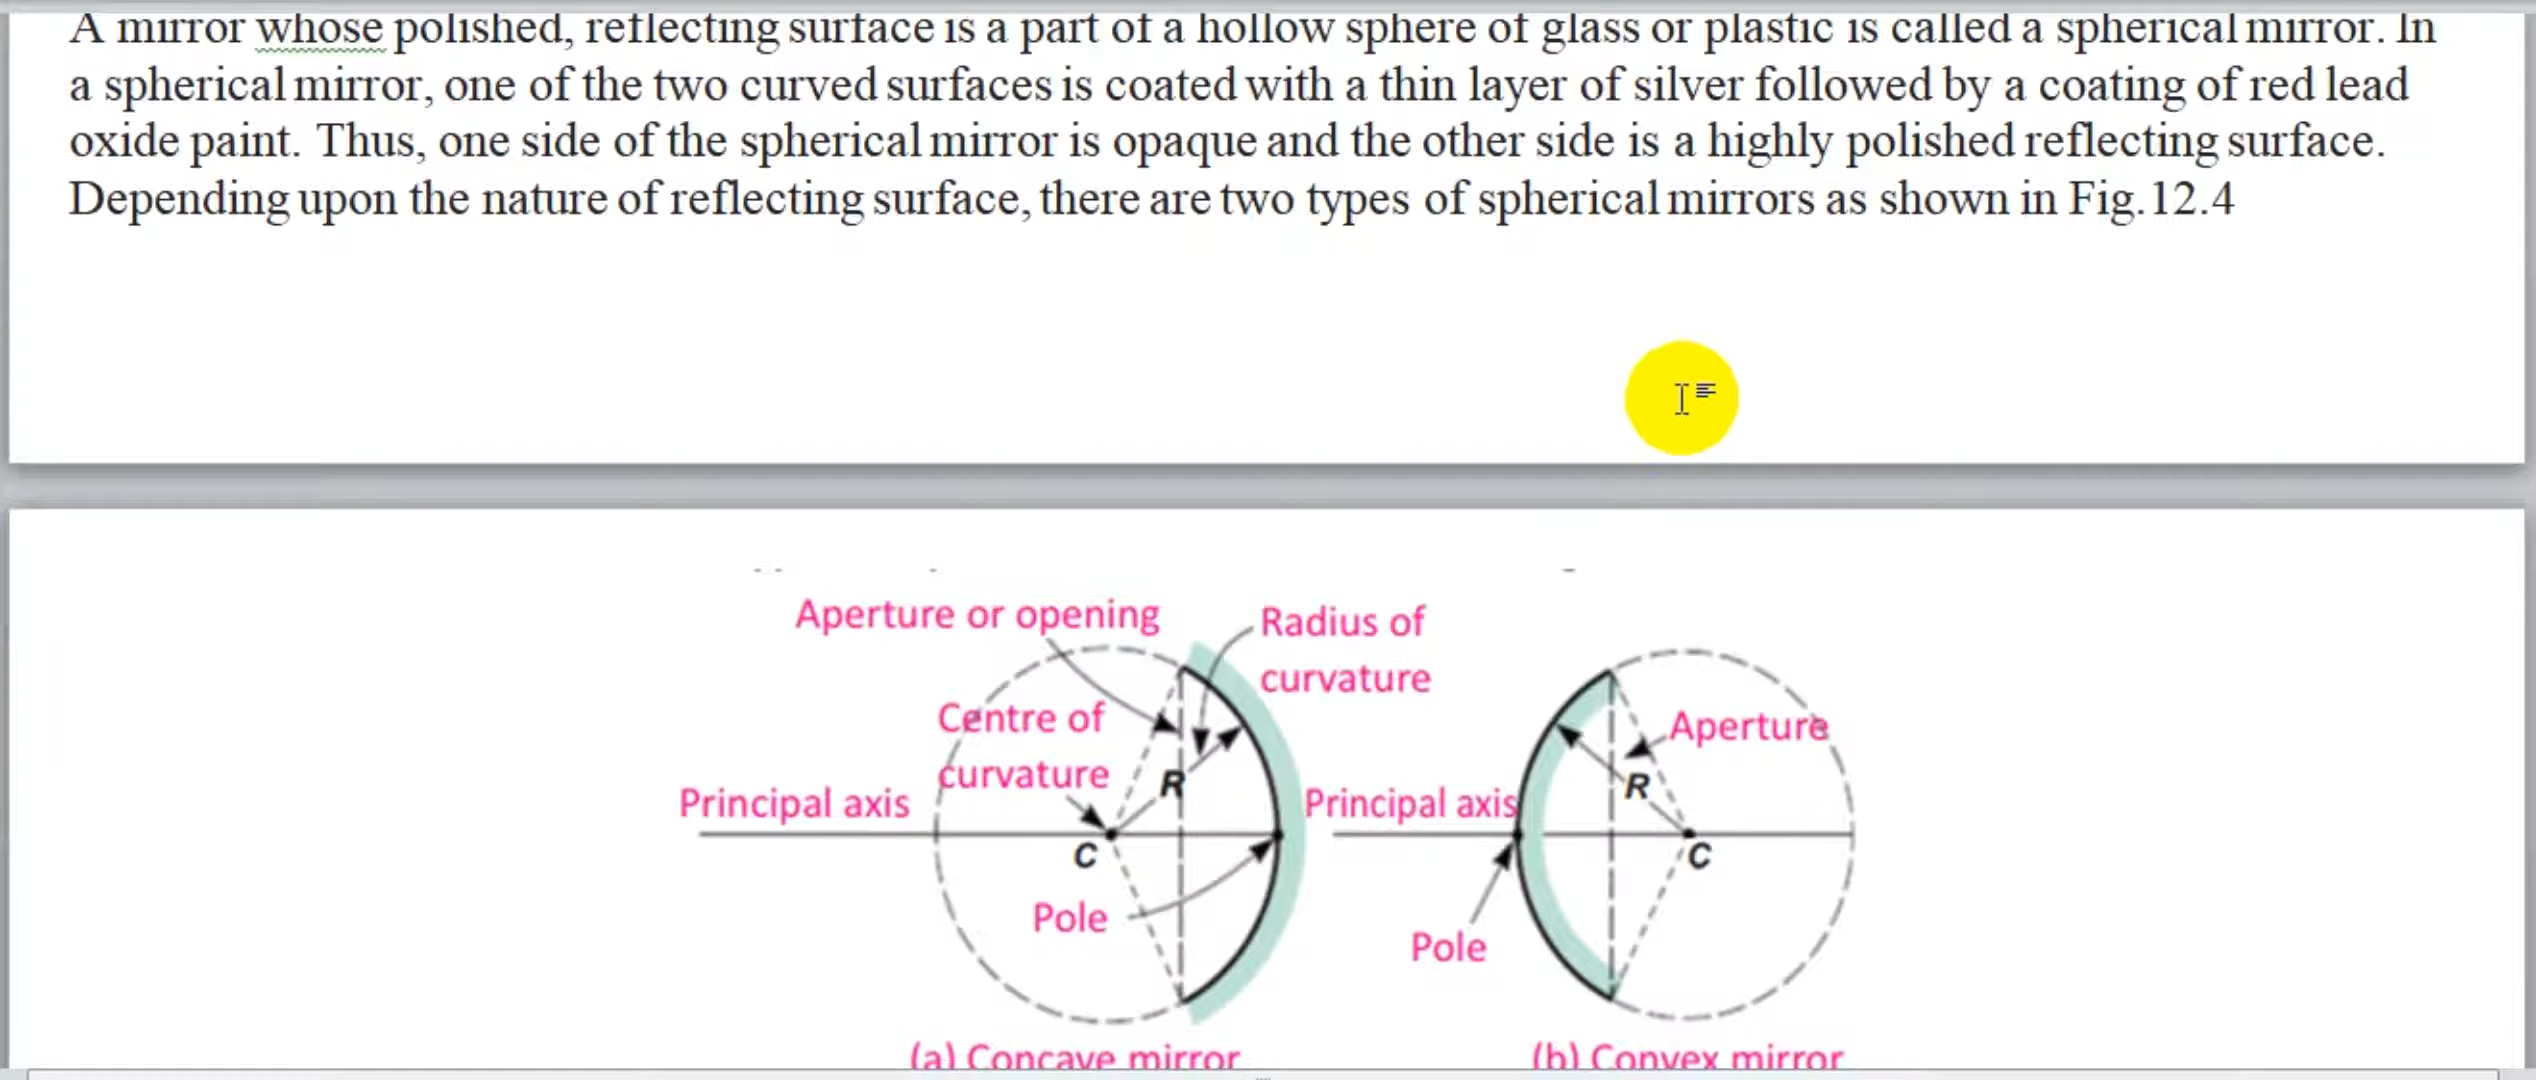 A mirror whose polished, reflecting surface is a part of a hollow sphere of glass or plastic is called a spherical mirror. In
a spherical mirror, one of the two curved surfaces is coated with a thin layer of silver followed by a coating of red lead
oxide paint. Thus, one side of the spherical mirror is opaque and the other side is a highly polished reflecting surface.
Depending upon the nature of reflecting surface, there are two types of spherical mirrors as shown in Fig.12.4
Aperture or opening
Radius of
curvature
Centre of
curvature
Principal axis
R
C
Pole
(a) Concave mirror
Aperture
Principal axis
R
C
Pole
(b) Convex mirror